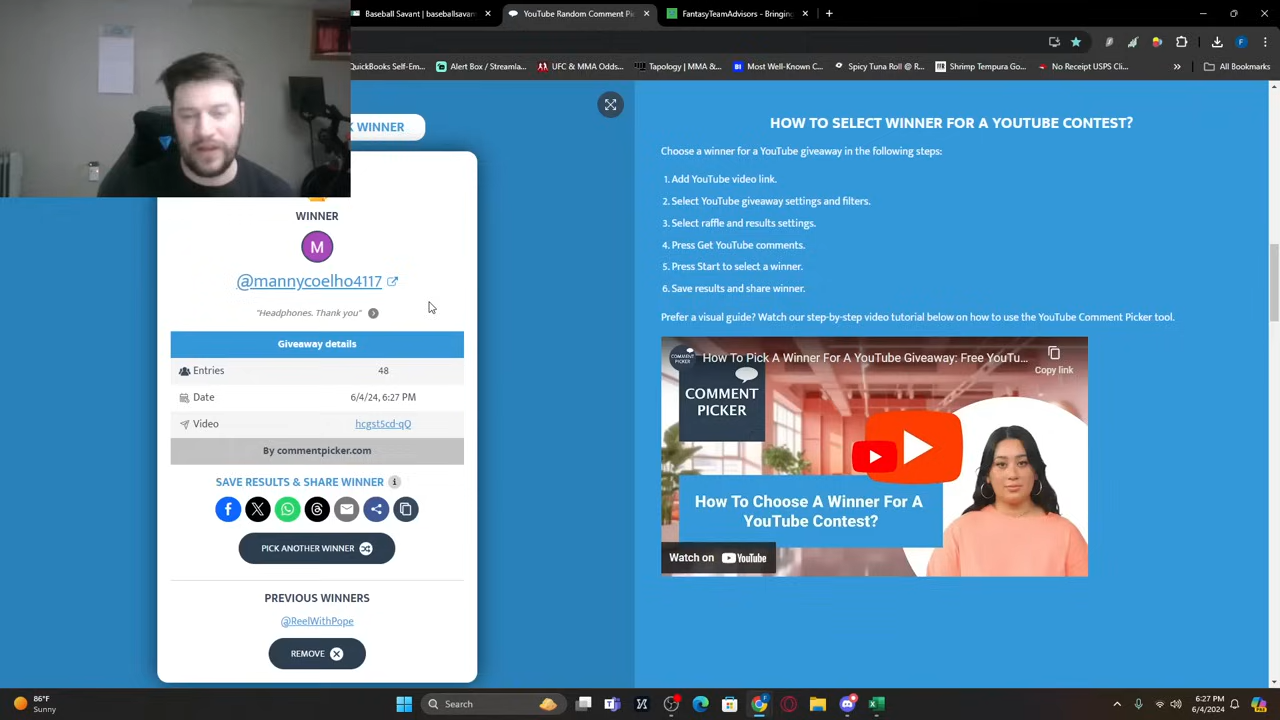 Baseball Savant | baseballsavan
YouTube Random Comment Pi
FantasyTeamAdvisors - Bringing
QuickBooks Self-Em...
Alert Box / Streamla...
UFC & MMA Odds...
Tapology | MMA &...
Most Well-Known C...
Spicy Tuna Roll @ R...
Shrimp Tempura Go...
No Receipt USPS Cli...
All Bookmarks
K WINNER
WINNER
M
@mannycoelho4117
"Headphones. Thank you"
Giveaway details
Entries 48
Date 6/4/24, 6:27 PM
Video hcgst5cd-qQ
By commentpicker.com
SAVE RESULTS & SHARE WINNER
PICK ANOTHER WINNER
PREVIOUS WINNERS
@ReelWithPope
REMOVE
HOW TO SELECT WINNER FOR A YOUTUBE CONTEST?
Choose a winner for a YouTube giveaway in the following steps:
1. Add YouTube video link.
2. Select YouTube giveaway settings and filters.
3. Select raffle and results settings.
4. Press Get YouTube comments.
5. Press Start to select a winner.
6. Save results and share winner.
Prefer a visual guide? Watch our step-by-step video tutorial below on how to use the YouTube Comment Picker tool.
How To Pick A Winner For A YouTube Giveaway: Free YouTu...
Copy link
COMMENT
PICKER
How To Choose A Winner For A
YouTube Contest?
Watch on YouTube
86°F
Sunny
Search
6:27 PM
6/4/2024